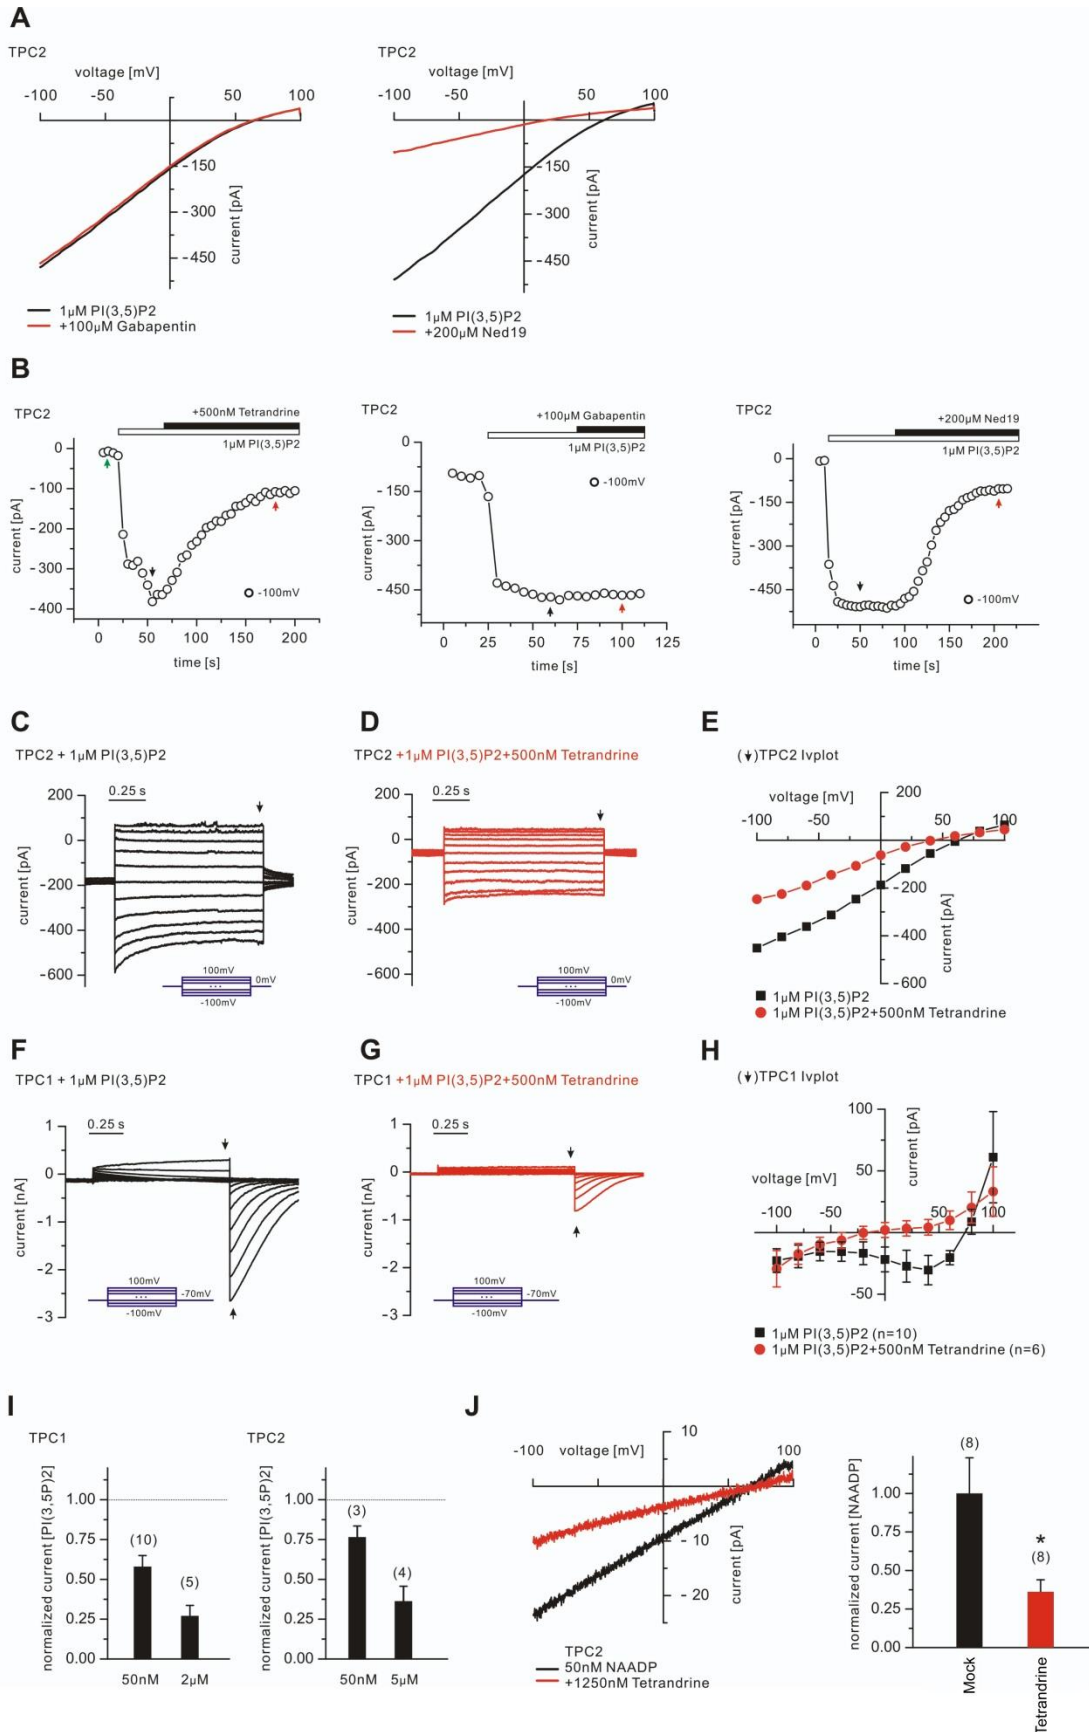 A
TPC2
voltage [mV]
-100 -50 50 100
-150
-300
-450
current [pA]
1µM PI(3,5)P2
+100µM Gabapentin
TPC2
voltage [mV]
-100 -50 0 50 100
-150
-300
-450
current [pA]
1µM PI(3,5)P2
+200µM Ned19
B
TPC2
+500nM Tetrandrine
1µM PI(3,5)P2
0
-100
-200
-300
-400
current [pA]
-100mV
0 50 100 150 200
time [s]
TPC2
+100µM Gabapentin
1µM PI(3,5)P2
0
-150
-300
-450
current [pA]
-100mV
0 25 50 75 100 125
time [s]
TPC2
+200µM Ned19
1µM PI(3,5)P2
0
-150
-300
-450
current [pA]
-100mV
0 50 100 150 200
time [s]
C
TPC2 + 1µM PI(3,5)P2
0.25 s
200
0
-200
-400
-600
current [pA]
100mV
...
0mV
-100mV
D
TPC2 +1µM PI(3,5)P2+500nM Tetrandrine
0.25 s
200
0
-200
-400
-600
current [pA]
100mV
...
0mV
-100mV
E
(↓)TPC2 Ivplot
voltage [mV]
200
-100 -50 0 50 100
-200
-400
-600
current [pA]
1µM PI(3,5)P2
1µM PI(3,5)P2+500nM Tetrandrine
F
TPC1 + 1µM PI(3,5)P2
0.25 s
1
0
-1
-2
-3
current [nA]
100mV
...
-70mV
-100mV
G
TPC1 +1µM PI(3,5)P2+500nM Tetrandrine
0.25 s
1
0
-1
-2
-3
current [nA]
100mV
...
-70mV
-100mV
H
(↓)TPC1 Ivplot
100
current [pA]
50
voltage [mV]
-100 -50 0 50 100
-50
1µM PI(3,5)P2 (n=10)
1µM PI(3,5)P2+500nM Tetrandrine (n=6)
I
TPC1
normalized current [PI(3,5P)2]
1.00
0.75
0.50
0.25
0.00
(10)
(5)
50nM 2µM
TPC2
normalized current [PI(3,5P)2]
1.00
0.75
0.50
0.25
0.00
(3)
(4)
50nM 5µM
J
10
-100 voltage [mV] 100
-10
-20
current [pA]
TPC2
50nM NAADP
+1250nM Tetrandrine
normalized current [NAADP]
1.00
0.75
0.50
0.25
0.00
(8)
*
(8)
Mock
Tetrandrine